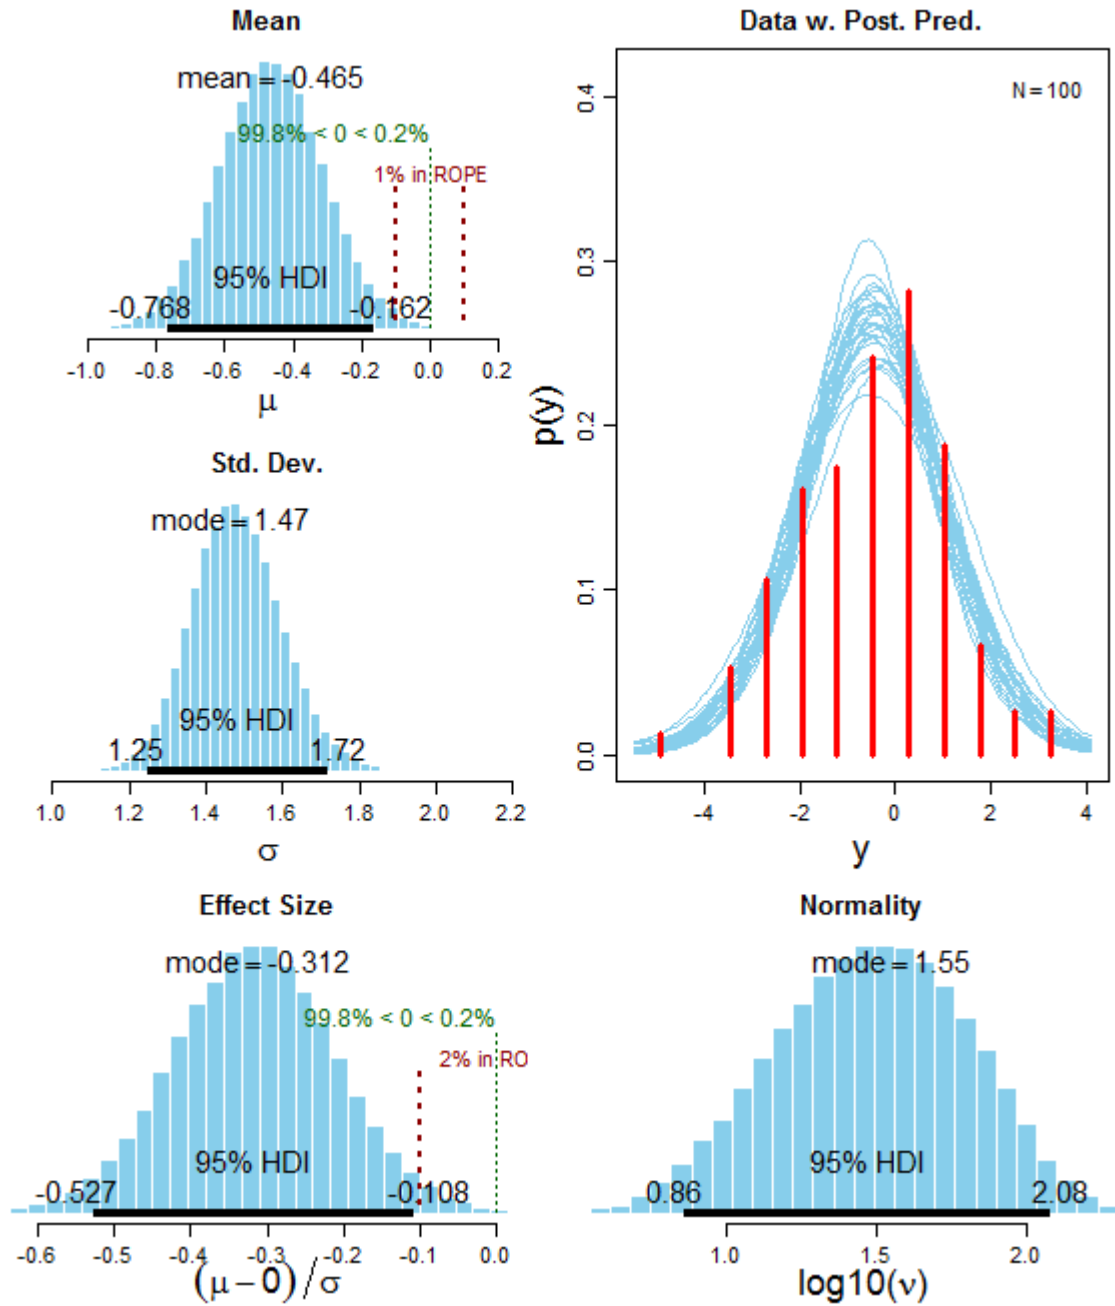 Mean
mean = -0.465
99.8% < 0 < 0.2%
1% in ROPE
95% HDI
-0.768
-0.162
-1.0 -0.8 -0.6 -0.4 -0.2 0.0 0.2
μ
Data w. Post. Pred.
N = 100
0.4
0.3
0.2
0.1
0.0
p(y)
-4 -2 0 2 4
y
Std. Dev.
mode = 1.47
95% HDI
1.25
1.72
1.0 1.2 1.4 1.6 1.8 2.0 2.2
σ
Effect Size
mode = -0.312
99.8% < 0 < 0.2%
2% in RO
95% HDI
-0.527
-0.108
-0.6 -0.5 -0.4 -0.3 -0.2 -0.1 0.0
(μ − 0) / σ
Normality
mode = 1.55
95% HDI
0.86
2.08
1.0 1.5 2.0
log10(ν)